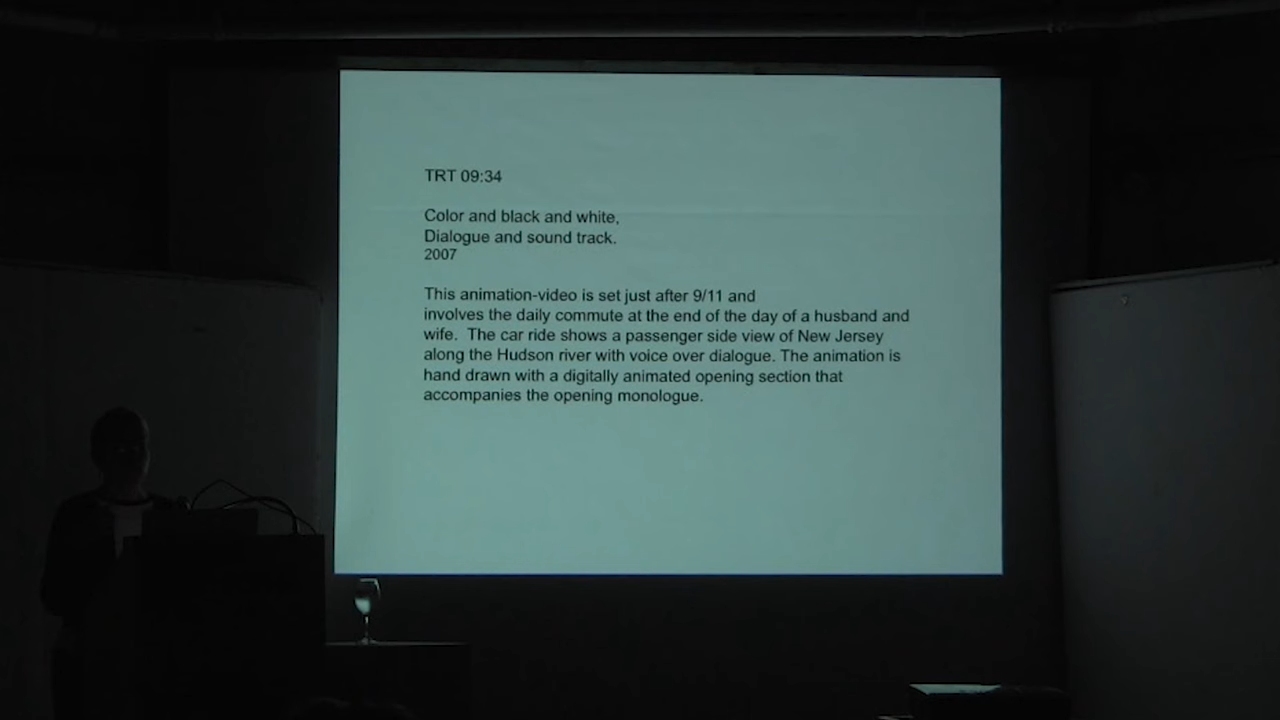 TRT 09:34
Color and black and white,
Dialogue and sound track.
2007
This animation-video is set just after 9/11 and
involves the daily commute at the end of the day of a husband and
wife.  The car ride shows a passenger side view of New Jersey
along the Hudson river with voice over dialogue. The animation is
hand drawn with a digitally animated opening section that
accompanies the opening monologue.